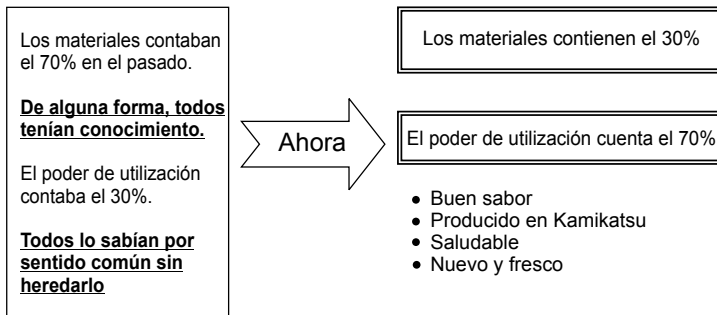 Los materiales contaban
el 70% en el pasado.
De alguna forma, todos
tenían conocimiento.
El poder de utilización
contaba el 30%.
Todos lo sabían por
sentido común sin
heredarlo
Ahora
Los materiales contienen el 30%
El poder de utilización cuenta el 70%
• Buen sabor
• Producido en Kamikatsu
• Saludable
• Nuevo y fresco